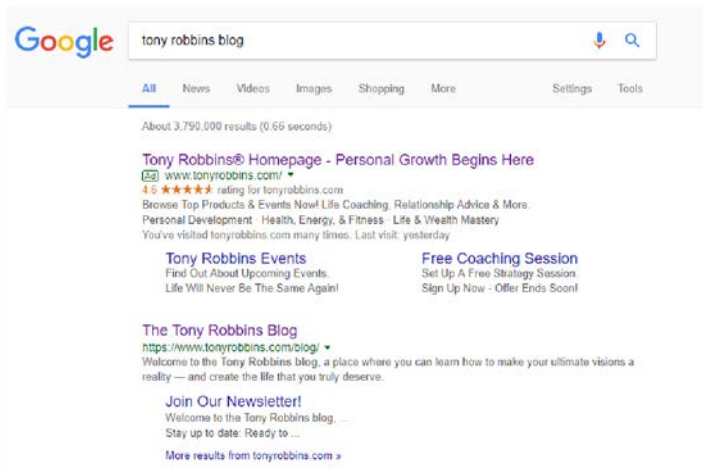 Google
tony robbins blog
All News Videos Images Shopping More Settings Tools
About 3,790,000 results (0.66 seconds)
Tony Robbins® Homepage - Personal Growth Begins Here
Ad www.tonyrobbins.com/
4.6 ★★★★★ rating for tonyrobbins.com
Browse Top Products & Events Now! Life Coaching, Relationship Advice & More.
Personal Development · Health, Energy, & Fitness · Life & Wealth Mastery
You've visited tonyrobbins.com many times. Last visit: yesterday
Tony Robbins Events
Find Out About Upcoming Events.
Life Will Never Be The Same Again!
Free Coaching Session
Set Up A Free Strategy Session.
Sign Up Now - Offer Ends Soon!
The Tony Robbins Blog
https://www.tonyrobbins.com/blog/
Welcome to the Tony Robbins blog, a place where you can learn how to make your ultimate visions a
reality — and create the life that you truly deserve.
Join Our Newsletter!
Welcome to the Tony Robbins blog, ...
Stay up to date: Ready to ...
More results from tonyrobbins.com »